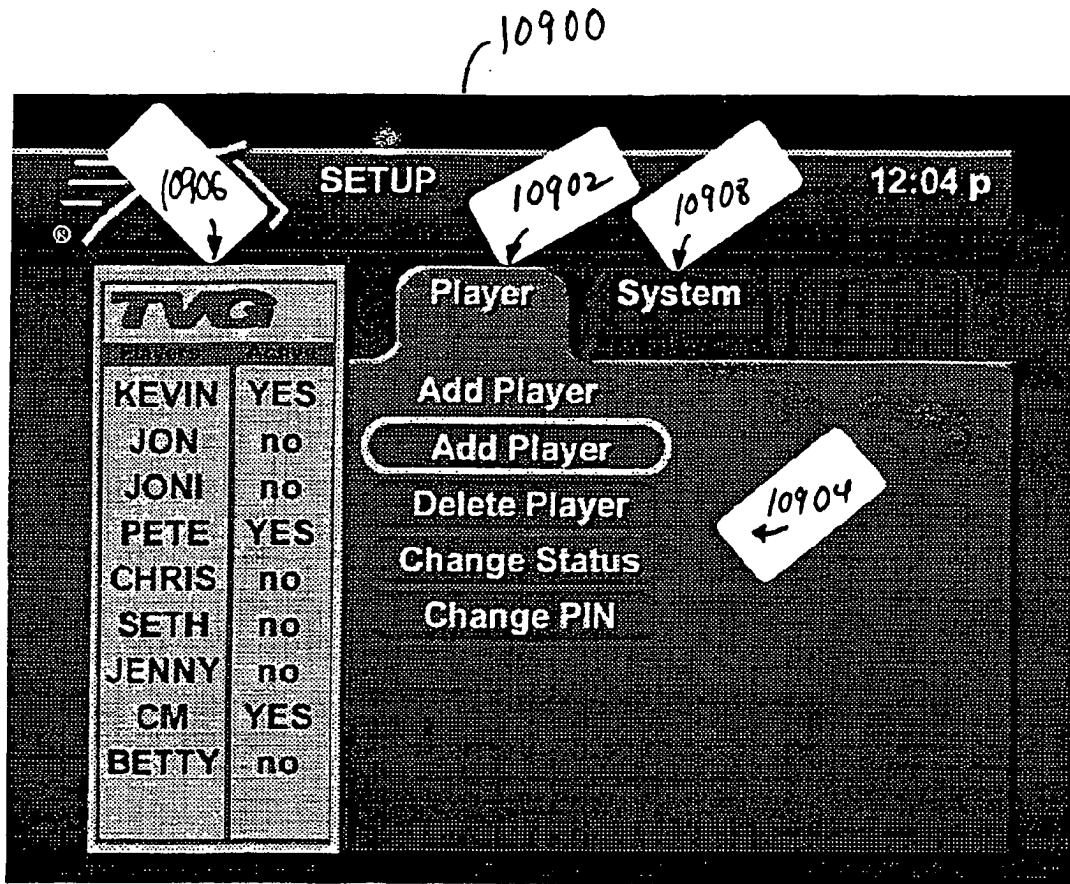 10900
10906
SETUP
10902
10908
12:04 p
®
TVG
Player
System
Players Active
KEVIN YES
Add Player
JON no
Add Player
JONI no
Delete Player
10904
PETE YES
Change Status
CHRIS no
Change PIN
SETH no
JENNY no
CM YES
BETTY no